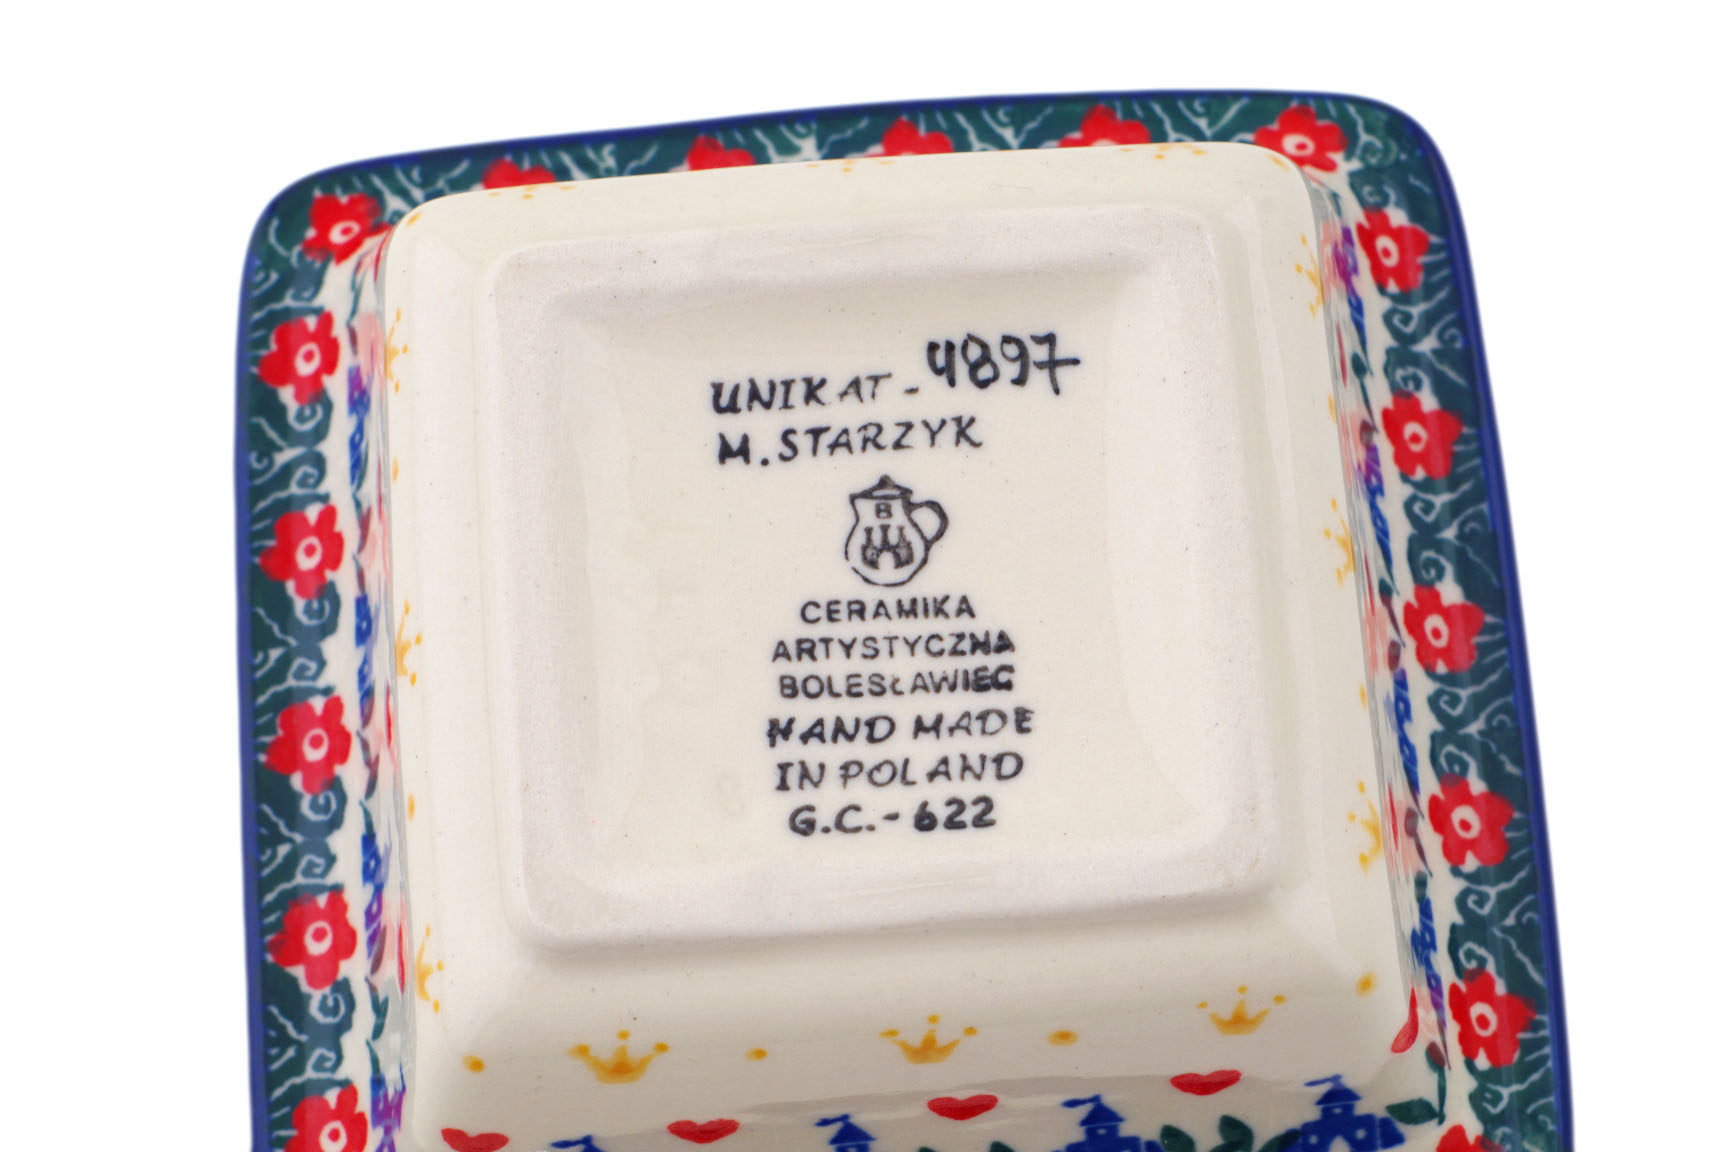 UNIKAT - 4897
M. STARZYK
B
CERAMIKA
ARTYSTYCZNA
BOLESŁAWIEC
HAND MADE
IN POLAND
G.C.- 622